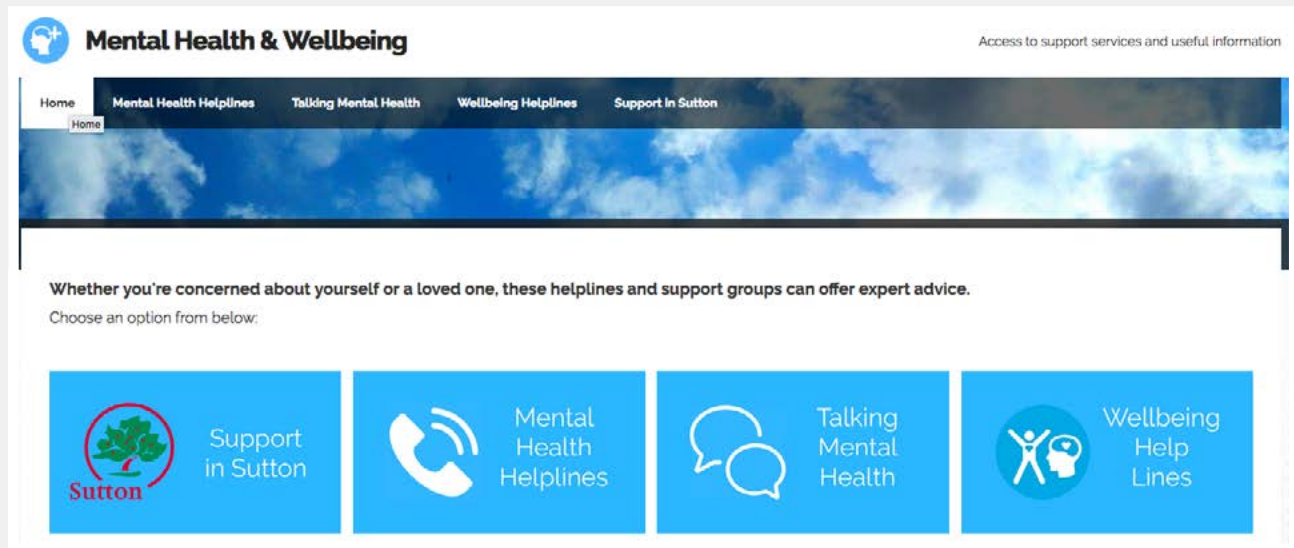 Mental Health & Wellbeing
Access to support services and useful information
Home Mental Health Helplines Talking Mental Health Wellbeing Helplines Support in Sutton
Home
Whether you're concerned about yourself or a loved one, these helplines and support groups can offer expert advice.
Choose an option from below:
Sutton
Support
in Sutton
Mental
Health
Helplines
Talking
Mental
Health
Wellbeing
Help
Lines